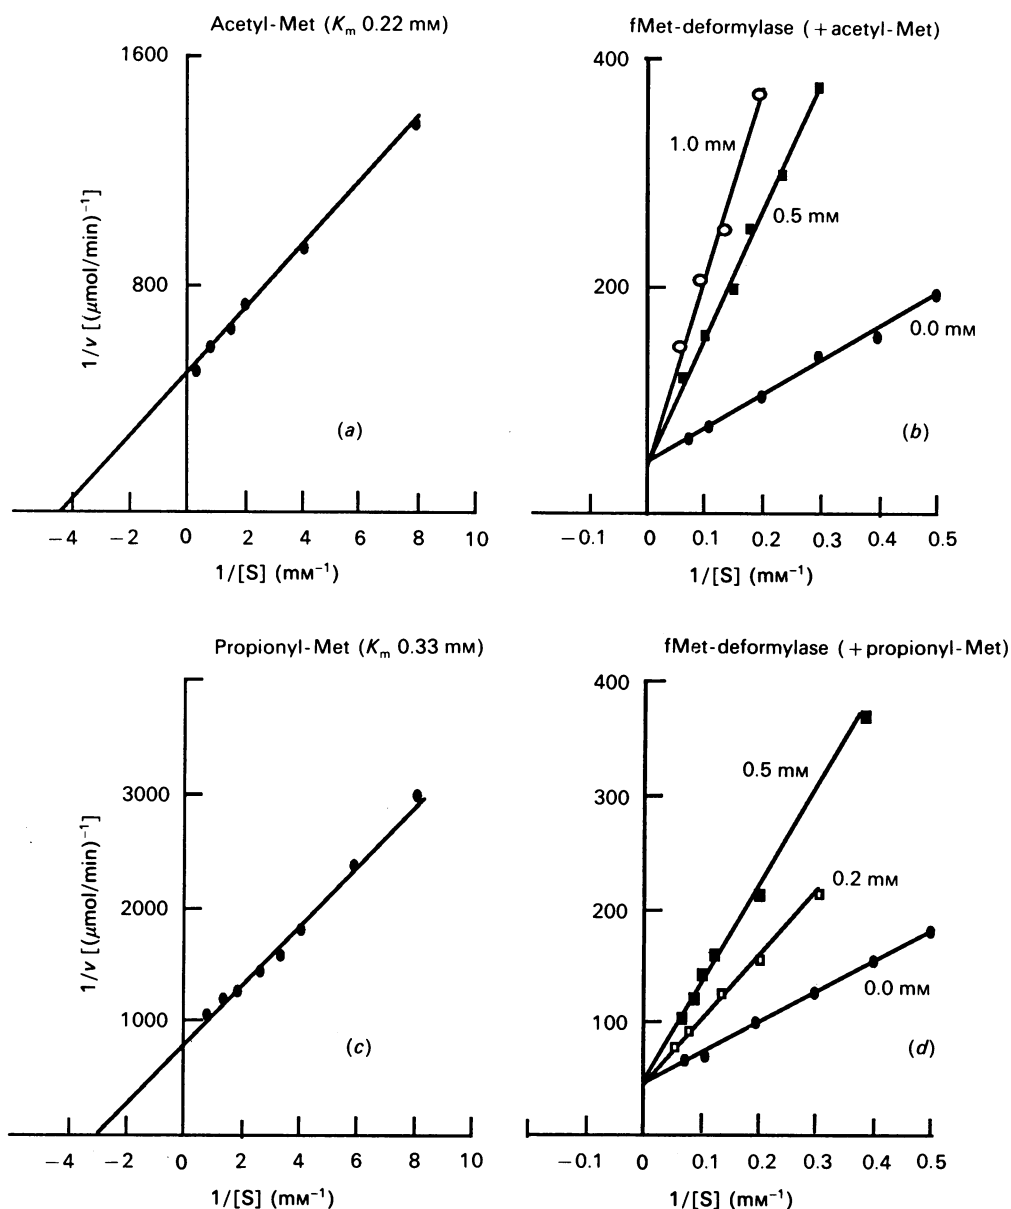 Acetyl-Met (Km 0.22 mM)
1600
800
1/v [(μmol/min)−1]
(a)
−4 −2 0 2 4 6 8 10
1/[S] (mM−1)
fMet-deformylase (+acetyl-Met)
400
1.0 mM
0.5 mM
200
0.0 mM
(b)
−0.1 0 0.1 0.2 0.3 0.4 0.5
1/[S] (mM−1)
Propionyl-Met (Km 0.33 mM)
3000
2000
1000
1/v [(μmol/min)−1]
(c)
−4 −2 0 2 4 6 8 10
1/[S] (mM−1)
fMet-deformylase (+propionyl-Met)
400
0.5 mM
300
0.2 mM
200
0.0 mM
100
(d)
−0.1 0 0.1 0.2 0.3 0.4 0.5
1/[S] (mM−1)